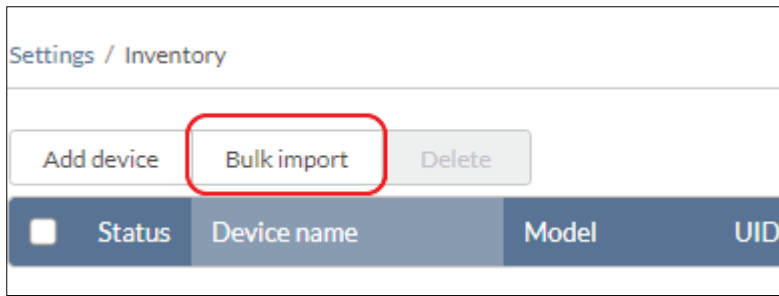 Settings / Inventory
Add device Bulk import Delete
Status Device name Model UID